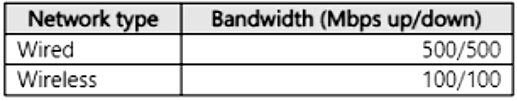 Network type Bandwidth (Mbps up/down)
Wired 500/500
Wireless 100/100